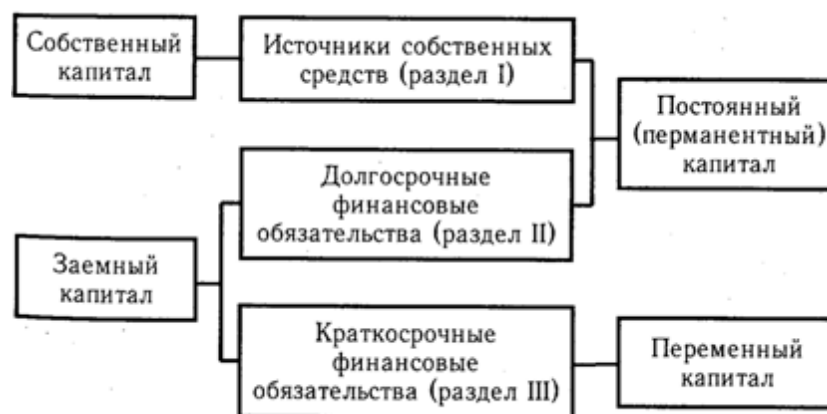 Собственный
капитал
Источники собственных
средств (раздел I)
Постоянный
(перманентный)
капитал
Долгосрочные
финансовые
обязательства (раздел II)
Заемный
капитал
Краткосрочные
финансовые
обязательства (раздел III)
Переменный
капитал